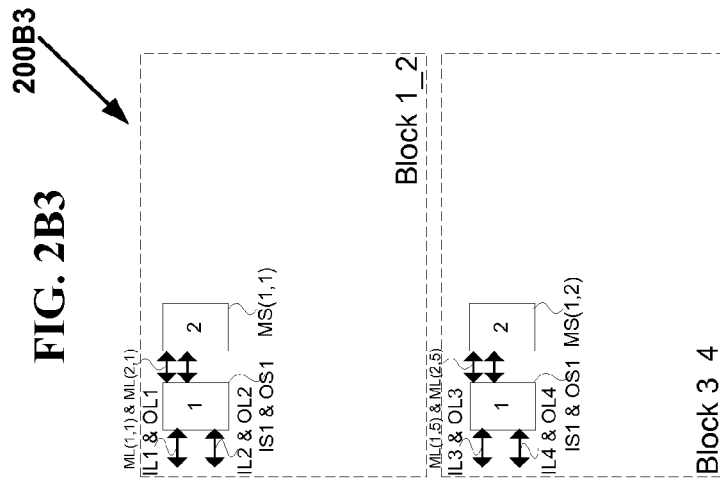 FIG. 2B3
200B3
ML(1,1) & ML(2,1)
IL1 & OL1
1
2
MS(1,1)
IL2 & OL2
IS1 & OS1
Block 1_2
ML(1,5) & ML(2,5)
IL3 & OL3
1
2
MS(1,2)
IL4 & OL4
IS1 & OS1
Block 3 4